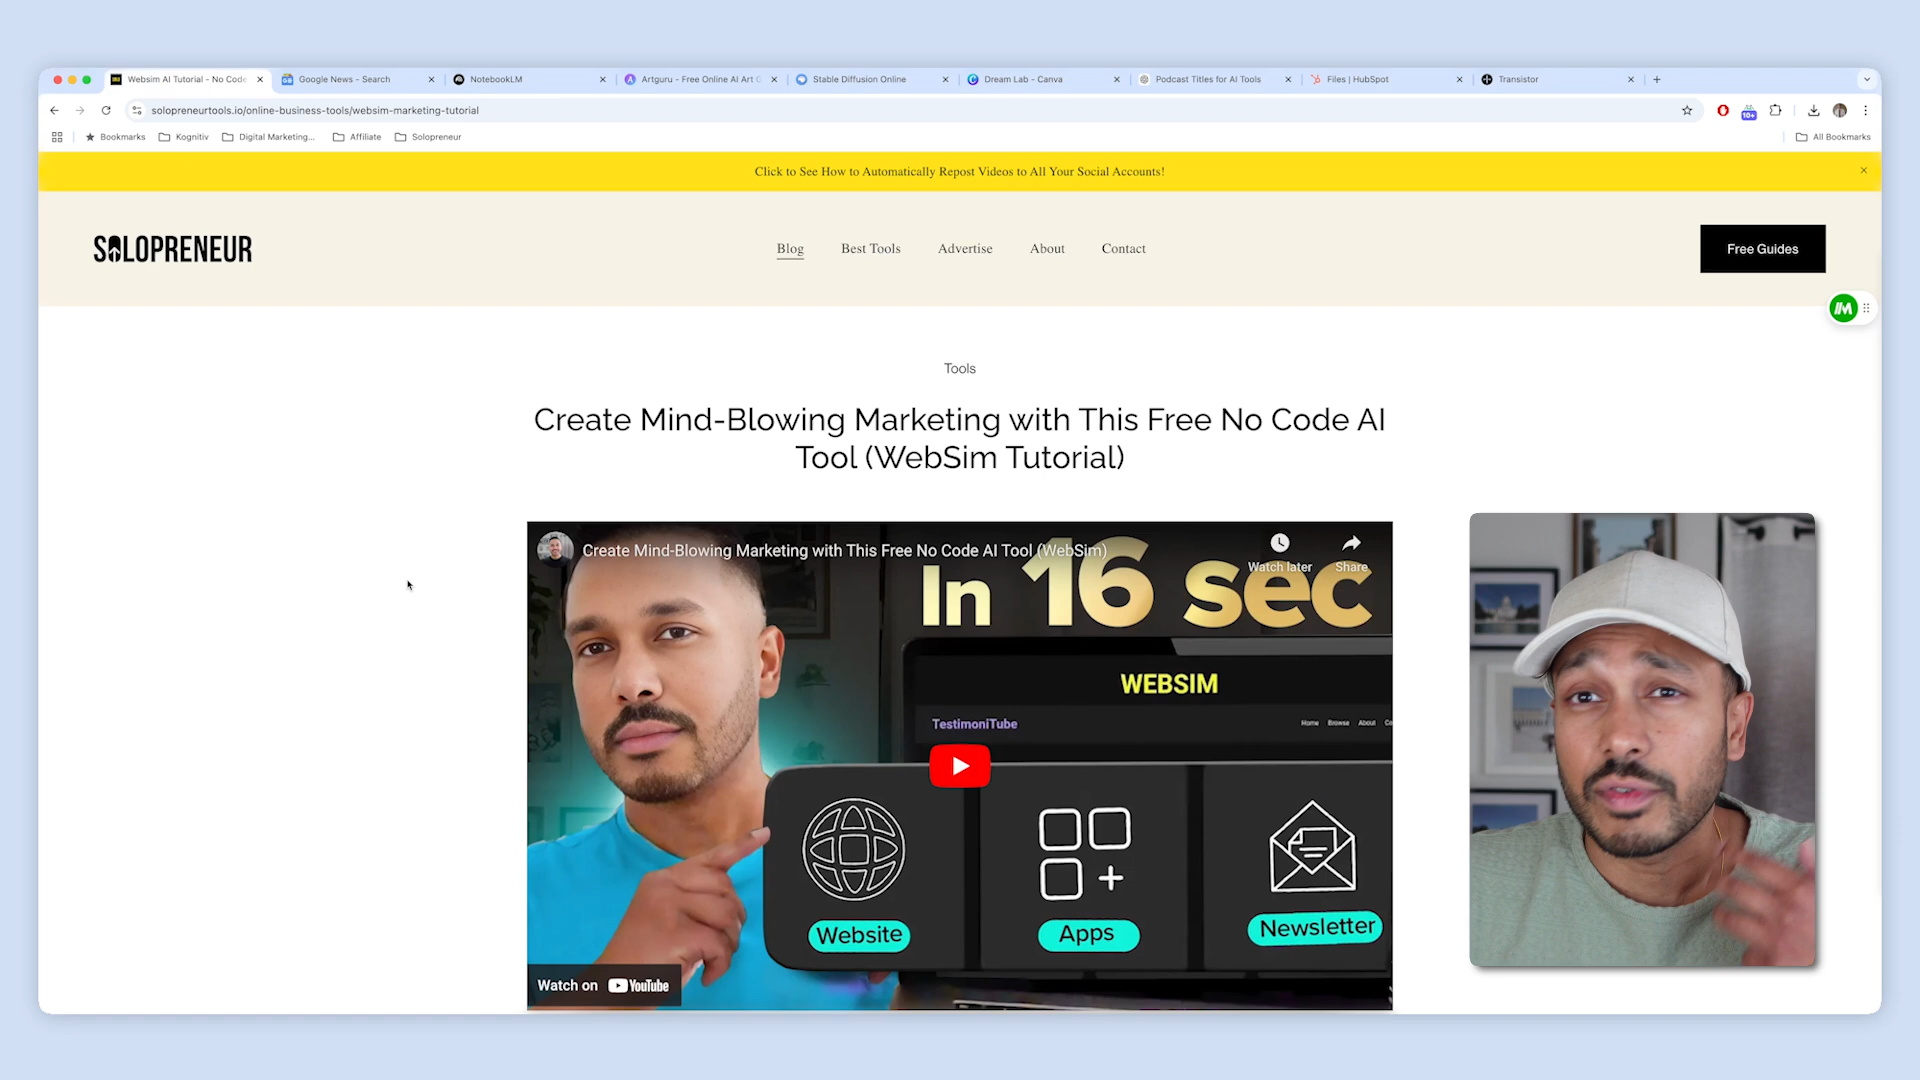 Websim AI Tutorial - No Code
Google News - Search
NotebookLM
Artguru - Free Online AI Art G
Stable Diffusion Online
Dream Lab - Canva
Podcast Titles for AI Tools
Files | HubSpot
Transistor
solopreneurtools.io/online-business-tools/websim-marketing-tutorial
10+
Bookmarks
Kognitiv
Digital Marketing...
Affiliate
Solopreneur
All Bookmarks
Click to See How to Automatically Repost Videos to All Your Social Accounts!
SOLOPRENEUR
Blog
Best Tools
Advertise
About
Contact
Free Guides
Tools
Create Mind-Blowing Marketing with This Free No Code AI
Tool (WebSim Tutorial)
Create Mind-Blowing Marketing with This Free No Code AI Tool (WebSim)
Watch later
Share
In 16 sec
WEBSIM
TestimoniTube
Home Browse About Co
Website
Apps
Newsletter
Watch on YouTube